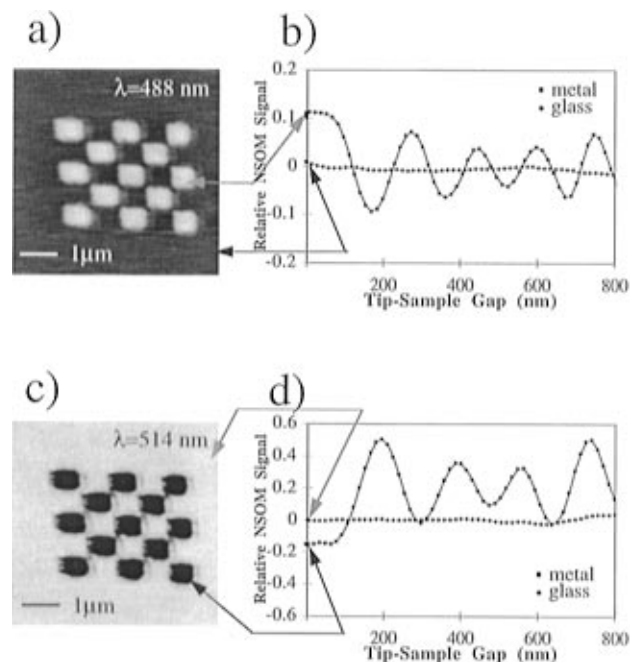 a)
λ=488 nm
1μm
b)
Relative NSOM Signal
0.2
0.1
0
-0.1
-0.2
metal
glass
200
400
600
800
Tip-Sample Gap (nm)
c)
λ=514 nm
1μm
d)
Relative NSOM Signal
0.6
0.4
0.2
0
-0.2
-0.4
-0.6
metal
glass
200
400
600
800
Tip-Sample Gap (nm)